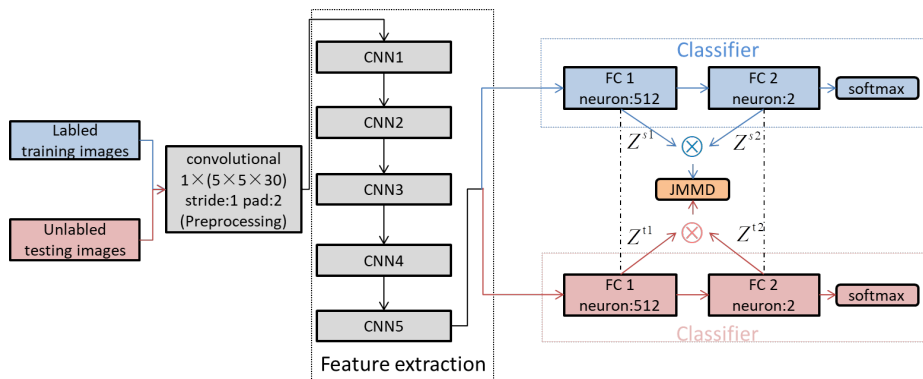 Labled
training images
Unlabled
testing images
convolutional
1×(5×5×30)
stride:1 pad:2
(Preprocessing)
CNN1
CNN2
CNN3
CNN4
CNN5
Feature extraction
Classifier
FC 1
neuron:512
FC 2
neuron:2
softmax
Z^{s1}
Z^{s2}
JMMD
Z^{t1}
Z^{t2}
FC 1
neuron:512
FC 2
neuron:2
softmax
Classifier